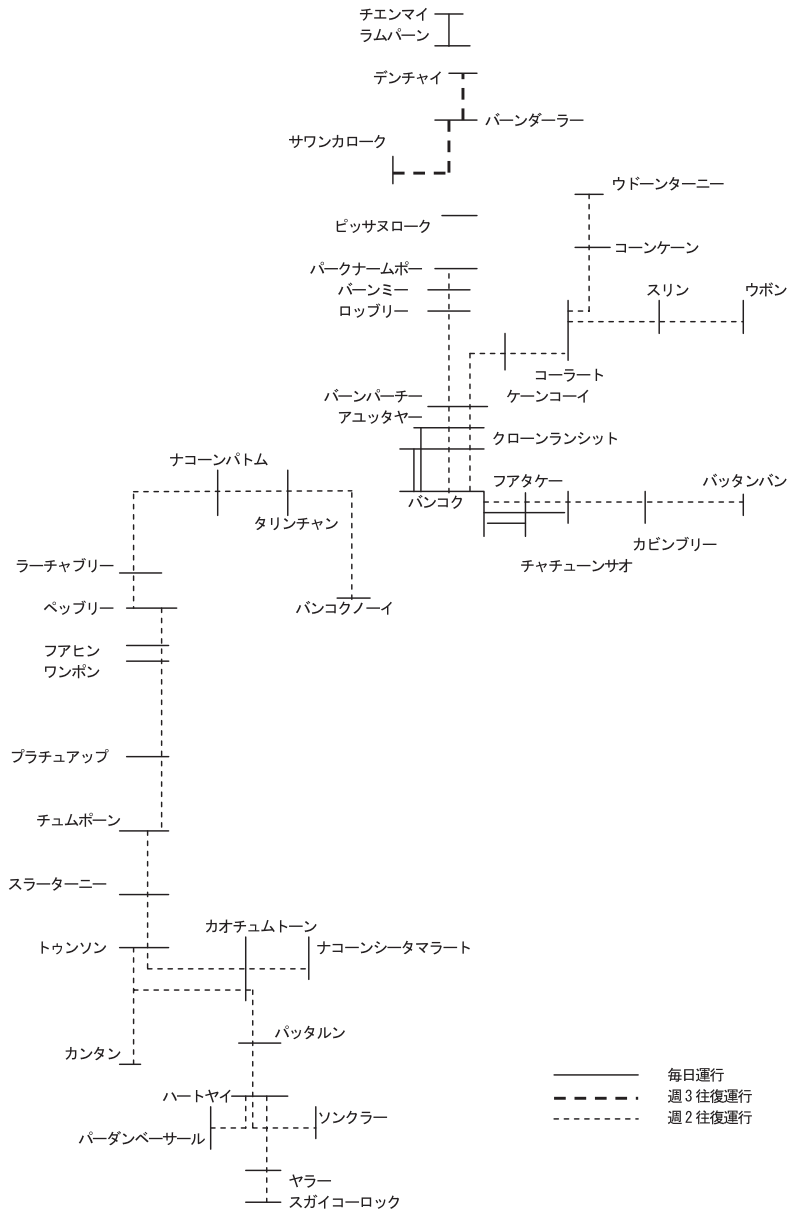 チエンマイ
ラムパーン
デンチャイ
バーンダーラー
サワンカローク
ウドーンターニー
ピッサヌローク
コーンケーン
パークナームポー
バーンミー
ロッブリー
スリン
ウボン
コーラート
バーンパーチー
ケーンコーイ
アユッタヤー
クローンランシット
ナコーンパトム
フアタケー
バッタンバン
バンコク
タリンチャン
カビンブリー
チャチューンサオ
ラーチャブリー
ペッブリー
バンコクノーイ
フアヒン
ワンポン
プラチュアップ
チュムポーン
スラーターニー
カオチュムトーン
トゥンソン
ナコーンシータマラート
パッタルン
カンタン
ハートヤイ
ソンクラー
パーダンベーサール
ヤラー
スガイコーロック
毎日運行
週3往復運行
週2往復運行